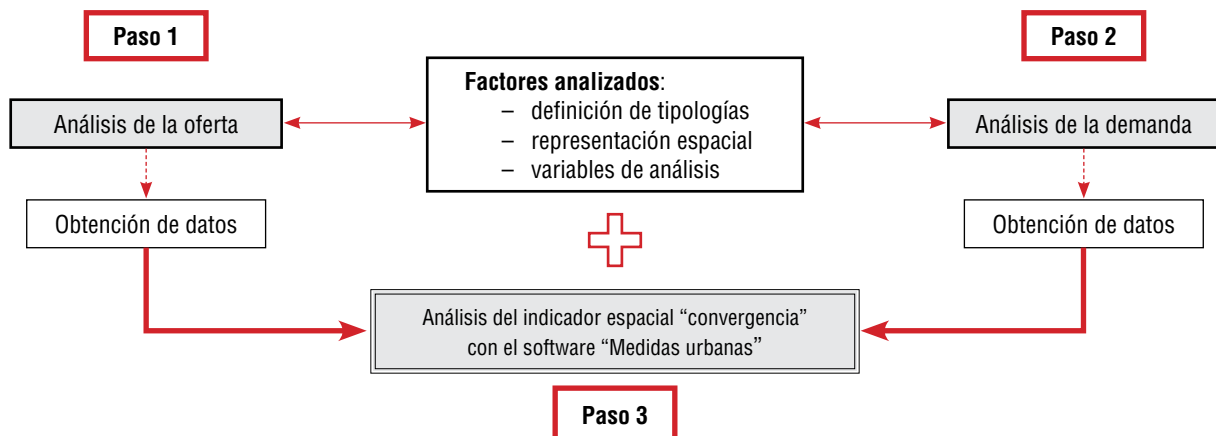 Paso 1
Paso 2
Factores analizados:
– definición de tipologías
– representación espacial
– variables de análisis
Análisis de la oferta
Análisis de la demanda
Obtención de datos
Obtención de datos
Análisis del indicador espacial “convergencia”
con el software “Medidas urbanas”
Paso 3